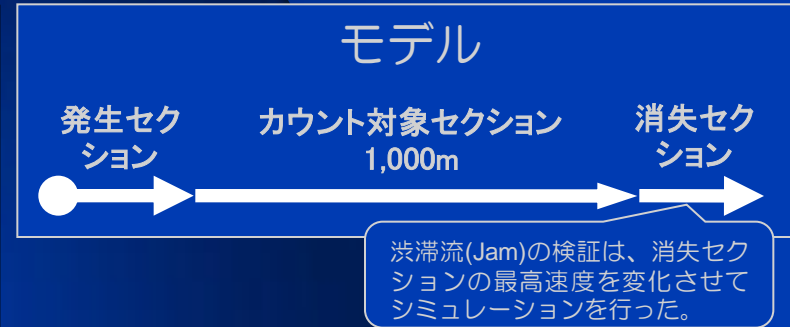 モデル
発生セク
ション
カウント対象セクション
1,000m
消失セク
ション
渋滞流(Jam)の検証は、消失セク
ションの最高速度を変化させて
シミュレーションを行った。